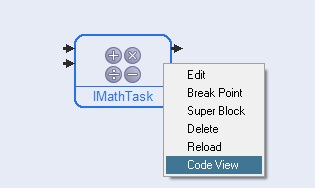 IMathTask
Edit
Break Point
Super Block
Delete
Reload
Code View